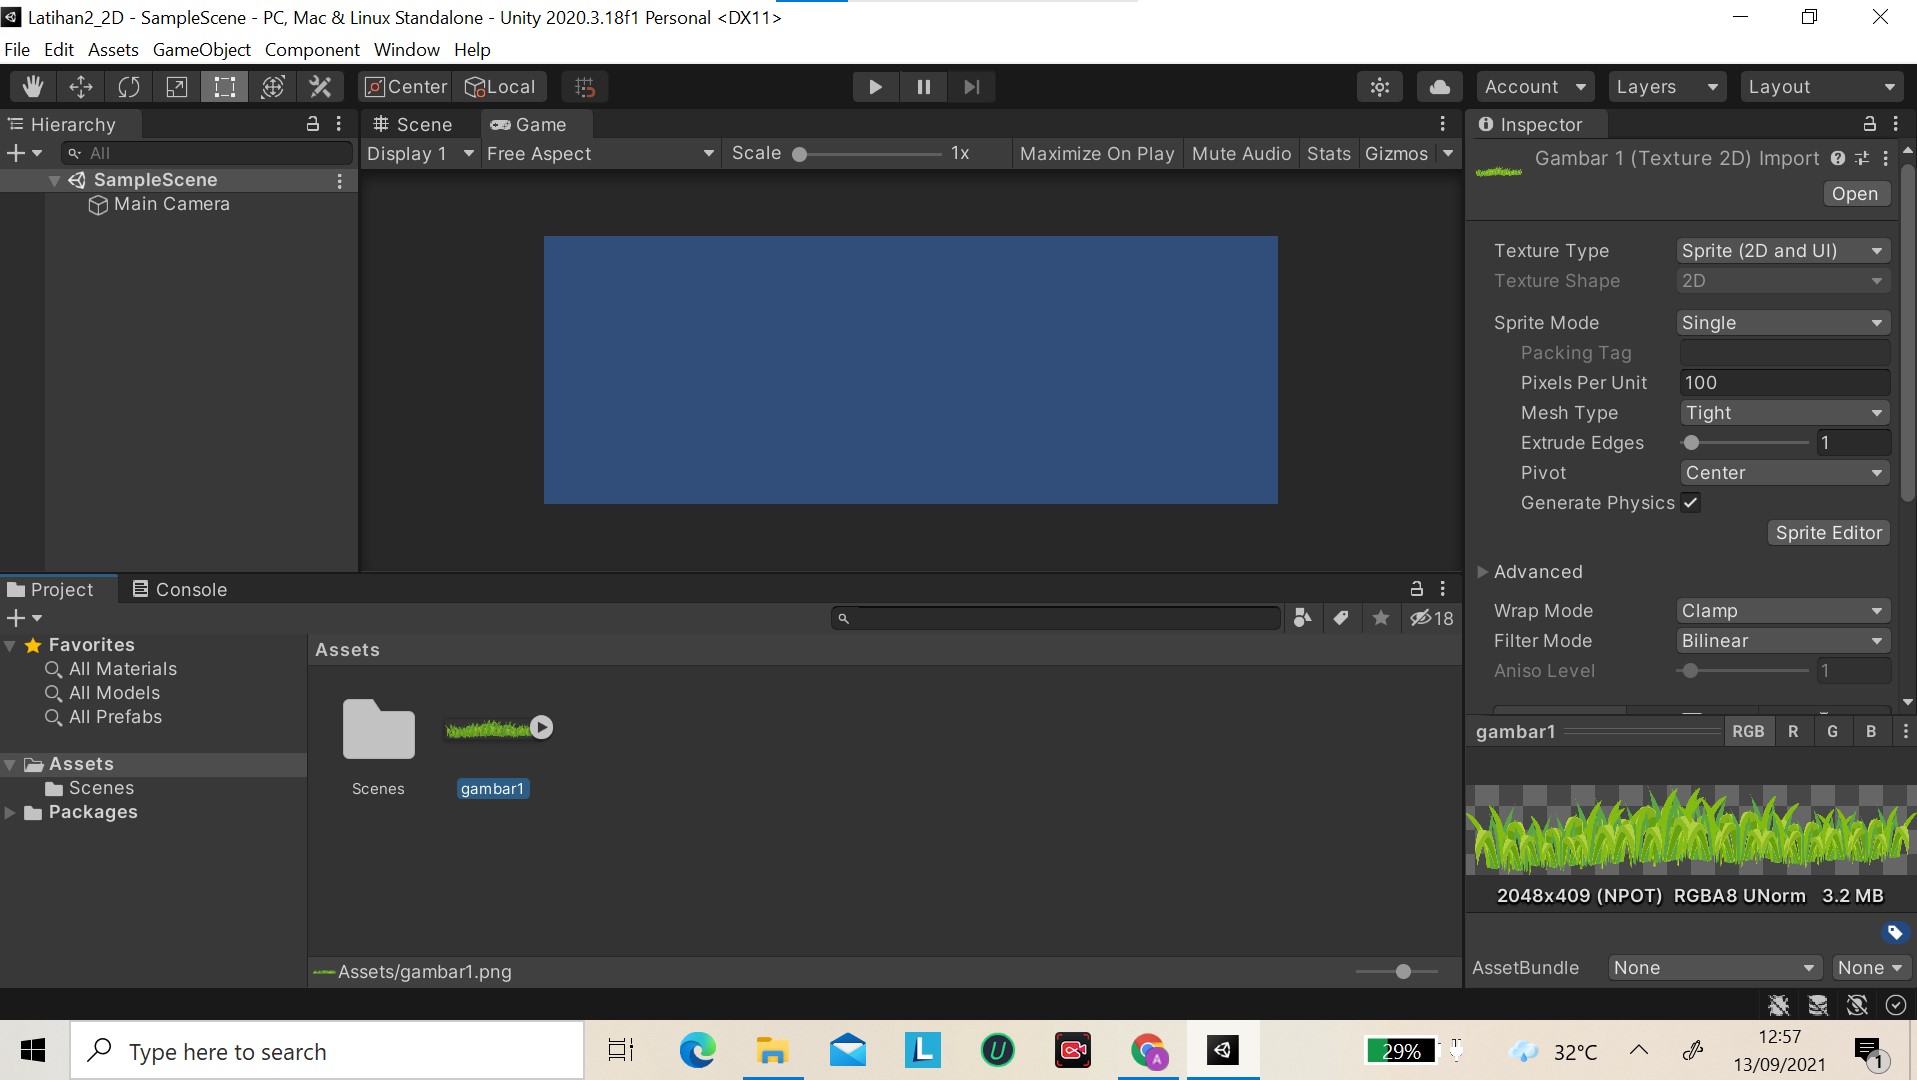 Latihan2_2D - SampleScene - PC, Mac & Linux Standalone - Unity 2020.3.18f1 Personal <DX11>
File Edit Assets GameObject Component Window Help
Center Local Account Layers Layout
Hierarchy
All
SampleScene
Main Camera
Scene Game
Display 1 Free Aspect Scale 1x Maximize On Play Mute Audio Stats Gizmos
Inspector
Gambar 1 (Texture 2D) Import
Open
Texture Type Sprite (2D and UI)
Texture Shape 2D
Sprite Mode Single
Packing Tag
Pixels Per Unit 100
Mesh Type Tight
Extrude Edges 1
Pivot Center
Generate Physics
Sprite Editor
Advanced
Wrap Mode Clamp
Filter Mode Bilinear
Aniso Level 1
Project Console
18
Favorites
All Materials
All Models
All Prefabs
Assets
Scenes
Packages
Assets
Scenes gambar1
Assets/gambar1.png
gambar1 RGB R G B
2048x409 (NPOT) RGBA8 UNorm 3.2 MB
AssetBundle None None
Type here to search
L
U
A
29%
32°C
12:57
13/09/2021
1